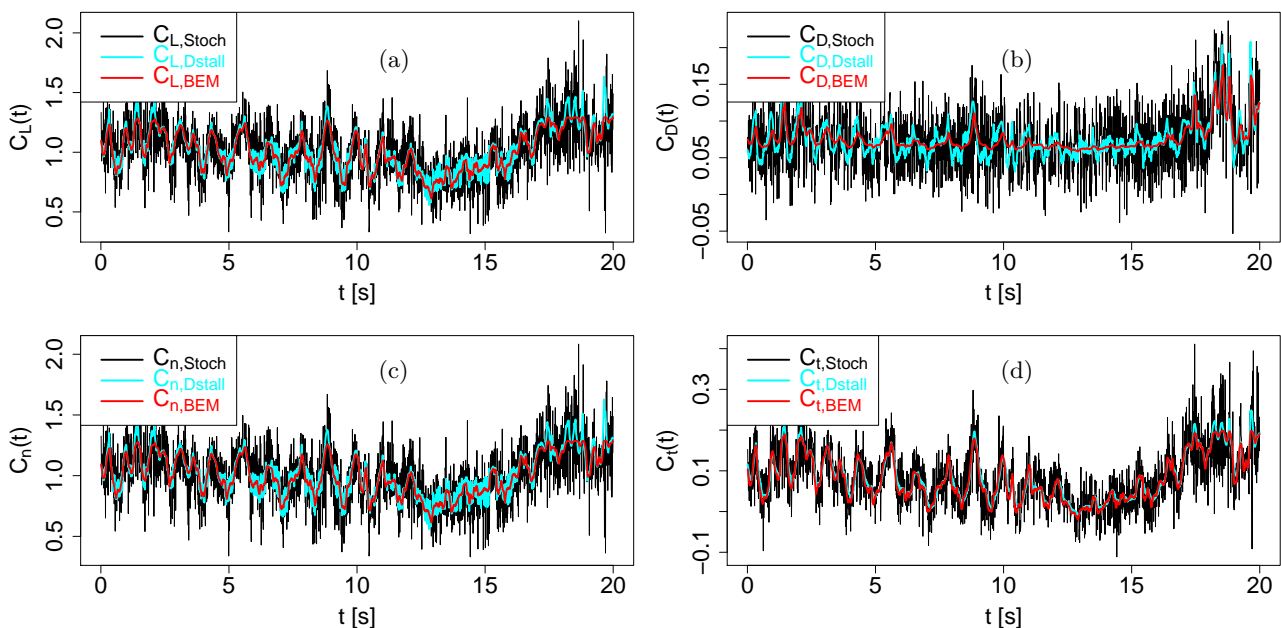 C_L,Stoch
C_L,Dstall
C_L,BEM
(a)
C_L(t)
2.0
1.5
1.0
0.5
0 5 10 15 20
t [s]
C_D,Stoch
C_D,Dstall
C_D,BEM
(b)
C_D(t)
0.15
0.05
−0.05
0 5 10 15 20
t [s]
C_n,Stoch
C_n,Dstall
C_n,BEM
(c)
C_n(t)
2.0
1.5
1.0
0.5
0 5 10 15 20
t [s]
C_t,Stoch
C_t,Dstall
C_t,BEM
(d)
C_t(t)
0.3
0.1
−0.1
0 5 10 15 20
t [s]